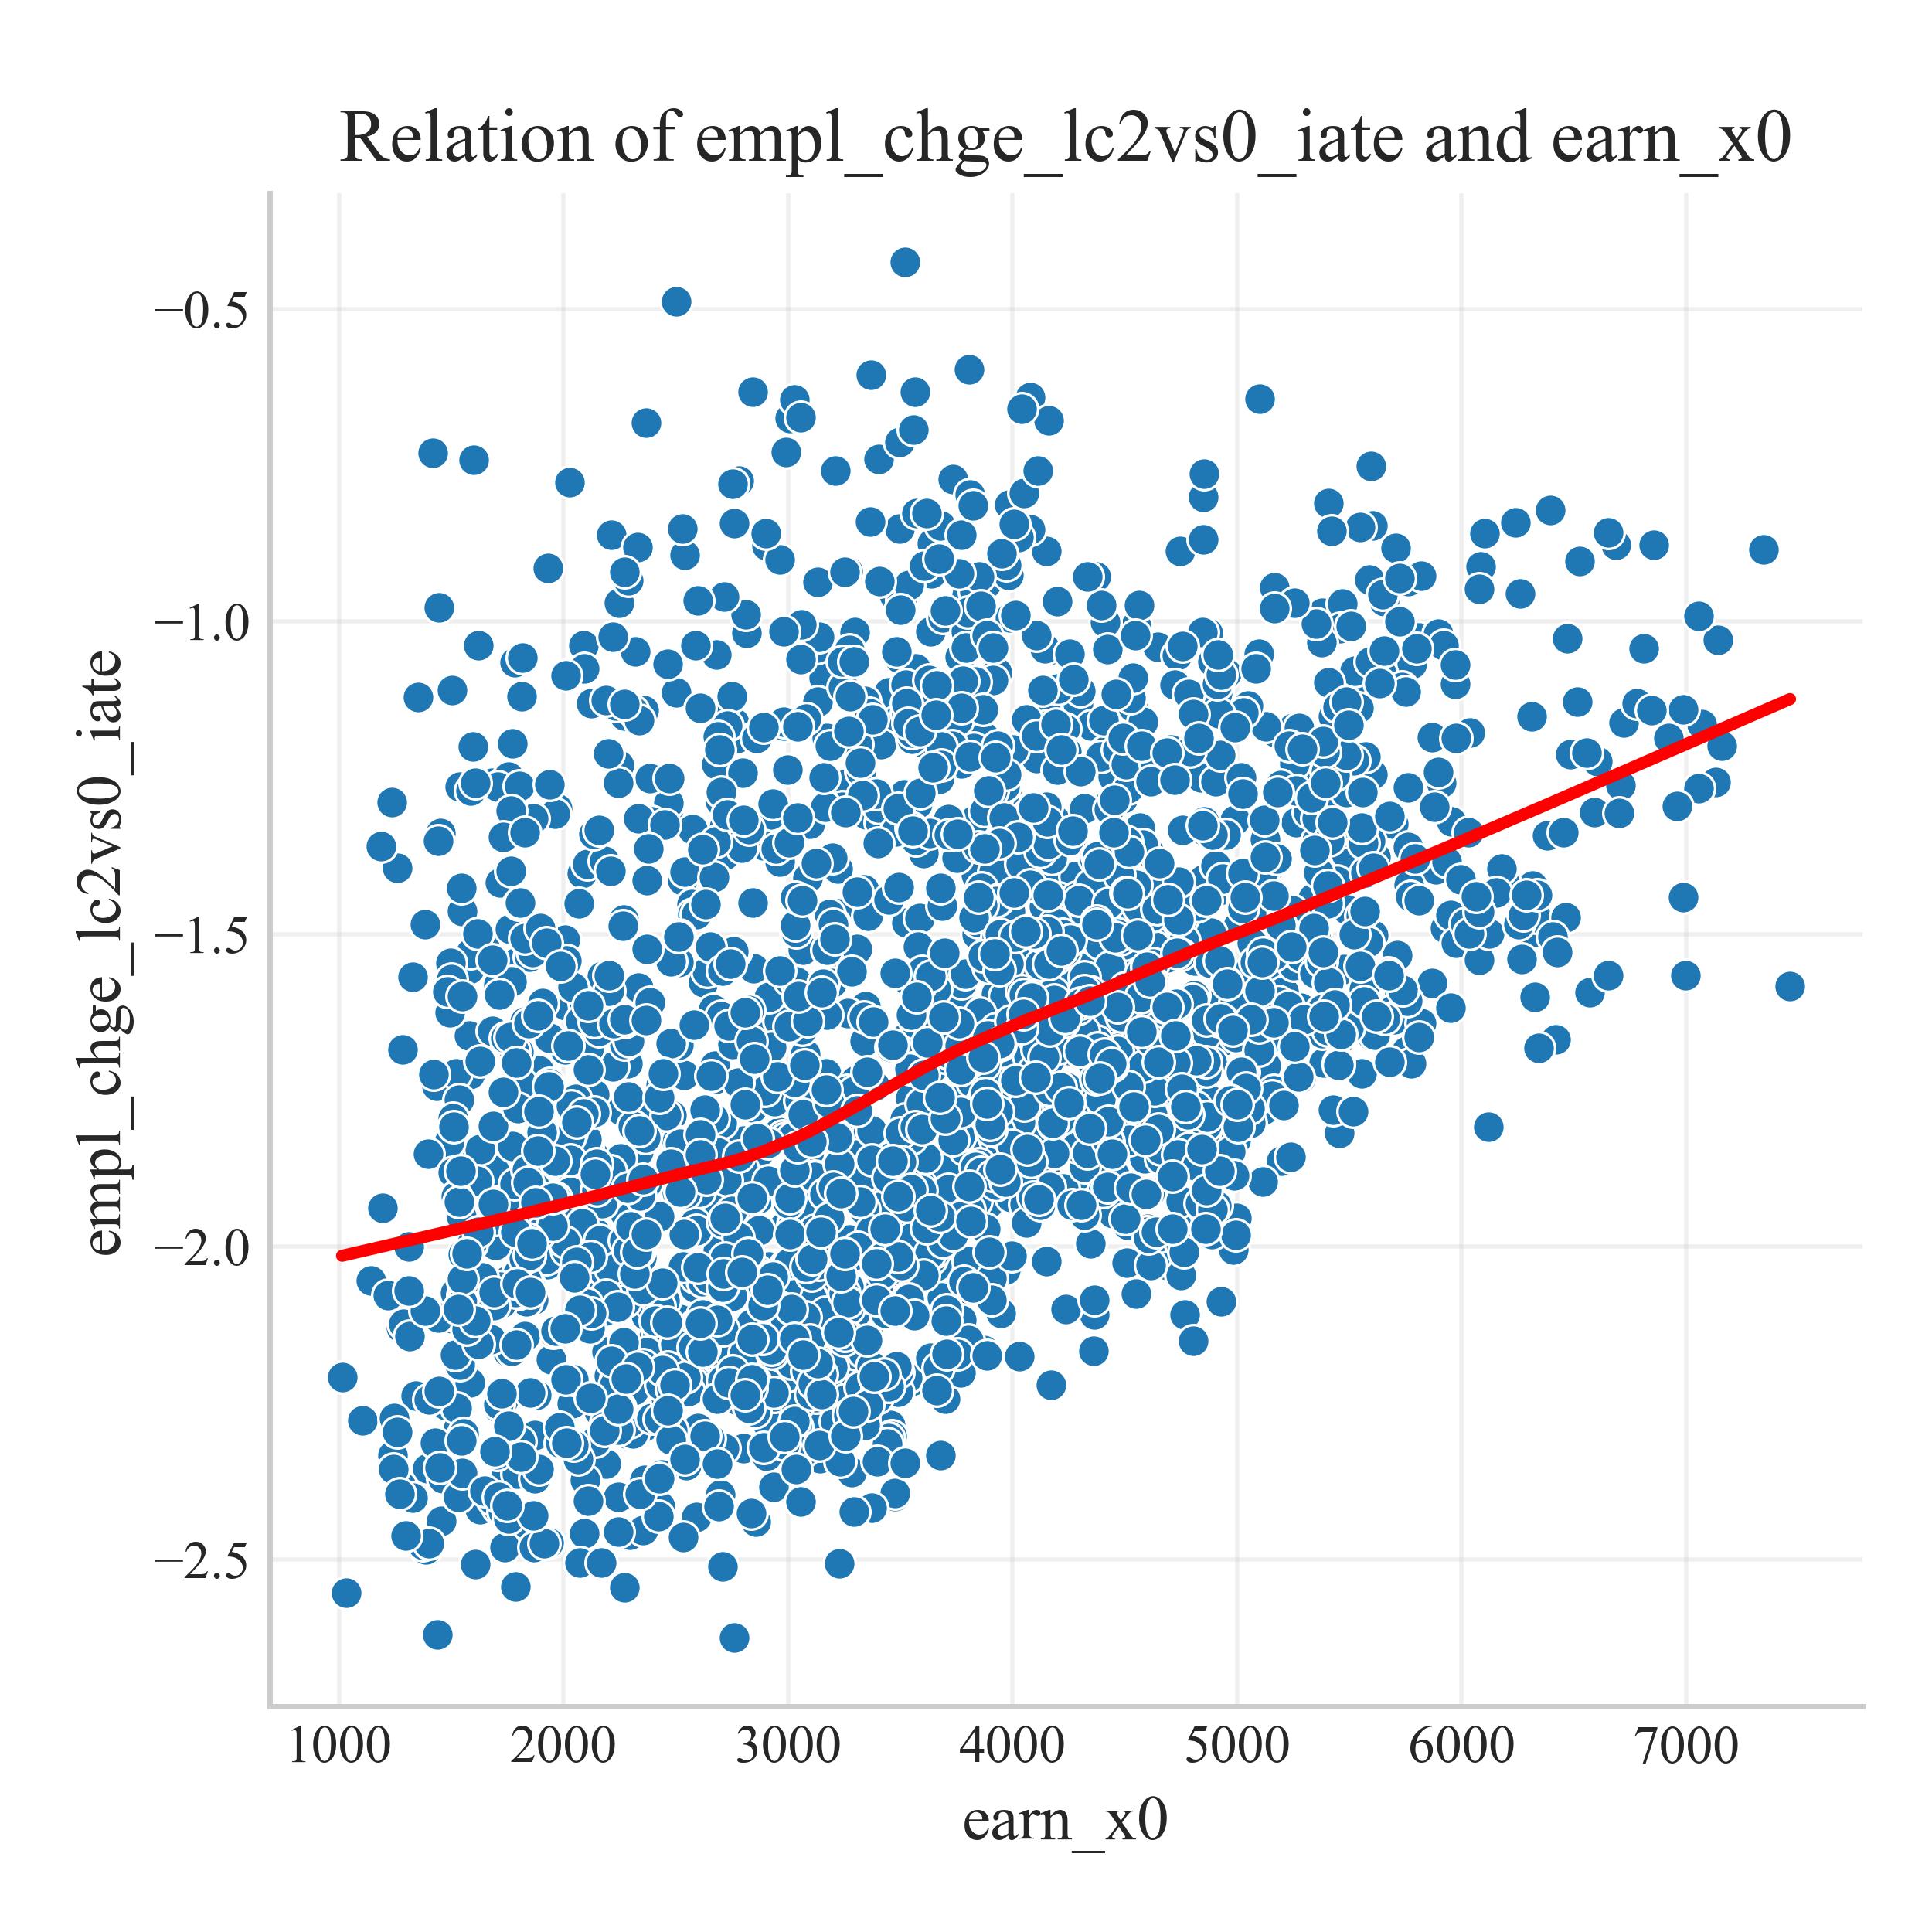 Relation of empl_chge_lc2vs0_iate and earn_x0
empl_chge_lc2vs0_iate
−0.5
−1.0
−1.5
−2.0
−2.5
1000 2000 3000 4000 5000 6000 7000
earn_x0